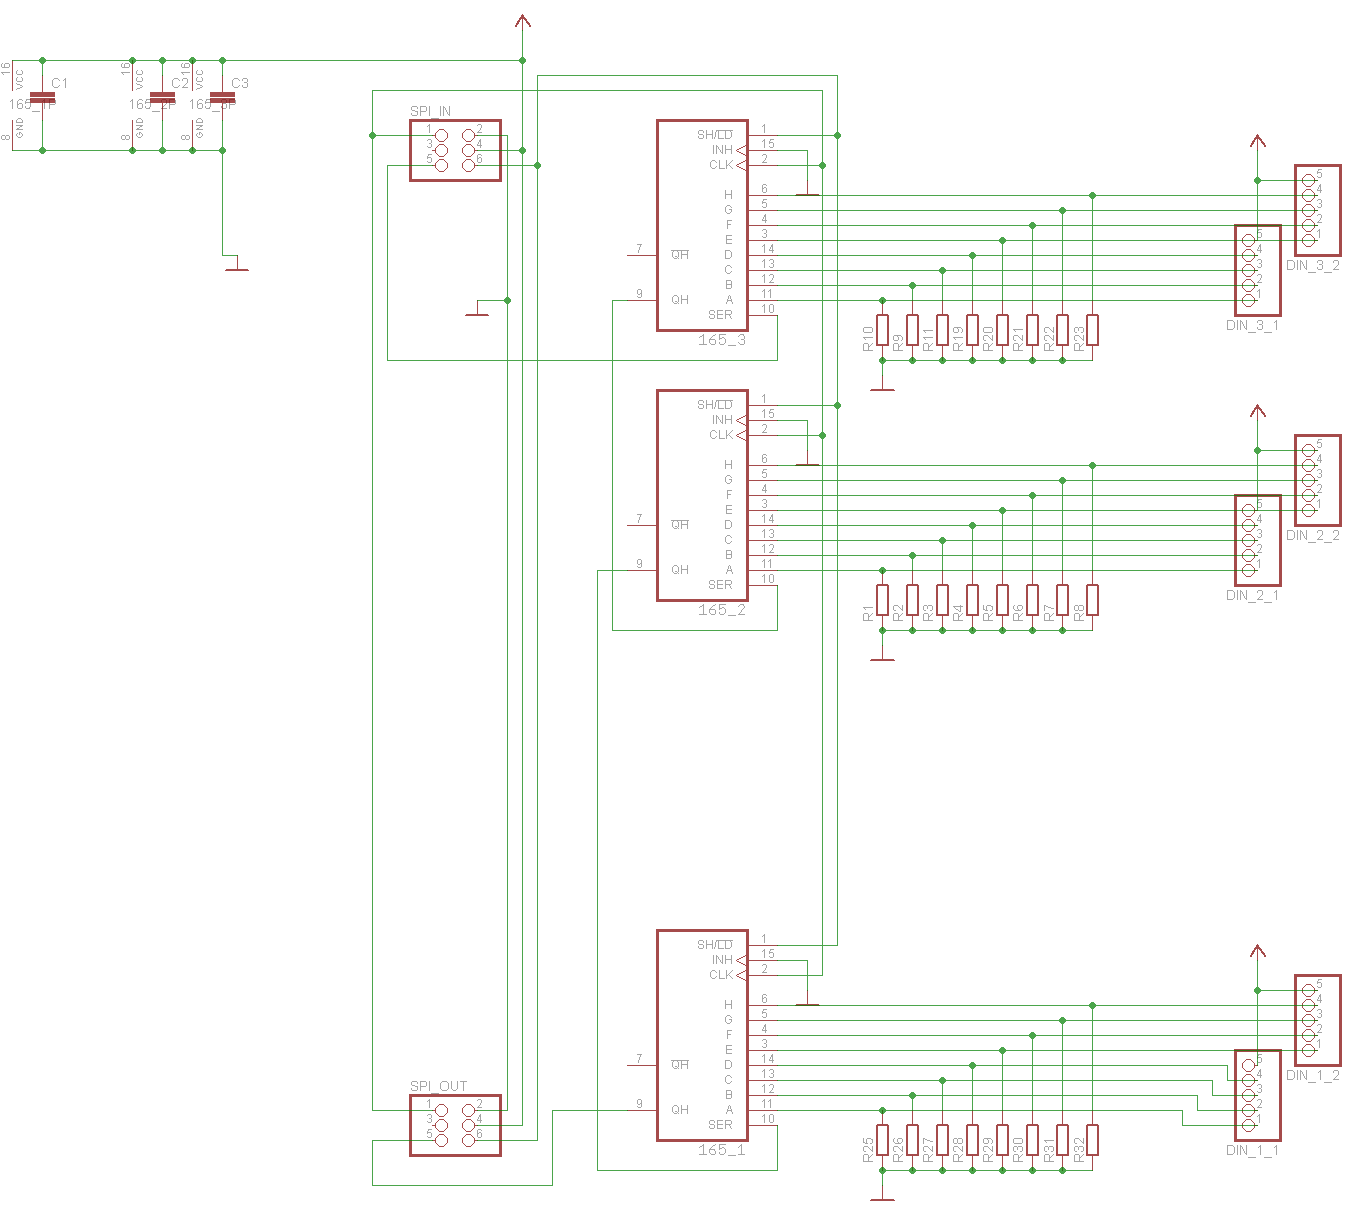 16 VCC C1 16 VCC C2 16 VCC C3
165_1P 165_2P 165_3P
8 GND 8 GND 8 GND
SPI_IN
1 2
3 4
5 6
SH/LD 1
INH 15
CLK 2
H 6
G 5
F 4
E 3
7 QH D 14
C 13
B 12
9 QH A 11
SER 10
165_3
R10 R9 R11 R19 R20 R21 R22 R23
5
4
3
2
1
DIN_3_2
5
4
3
2
1
DIN_3_1
SH/LD 1
INH 15
CLK 2
H 6
G 5
F 4
E 3
7 QH D 14
C 13
B 12
9 QH A 11
SER 10
165_2
R1 R2 R3 R4 R5 R6 R7 R8
5
4
3
2
1
DIN_2_2
5
4
3
2
1
DIN_2_1
SH/LD 1
INH 15
CLK 2
H 6
G 5
F 4
E 3
7 QH D 14
C 13
B 12
9 QH A 11
SER 10
165_1
R25 R26 R27 R28 R29 R30 R31 R32
5
4
3
2
1
DIN_1_2
5
4
3
2
1
DIN_1_1
SPI_OUT
1 2
3 4
5 6